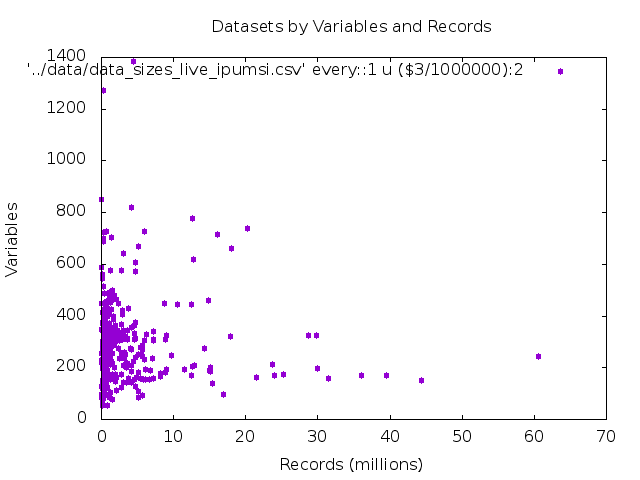 Datasets by Variables and Records
1400
'../data/data_sizes_live_ipumsi.csv' every::1 u ($3/1000000):2
1200
1000
800
600
400
200
0
Variables
0 10 20 30 40 50 60 70
Records (millions)